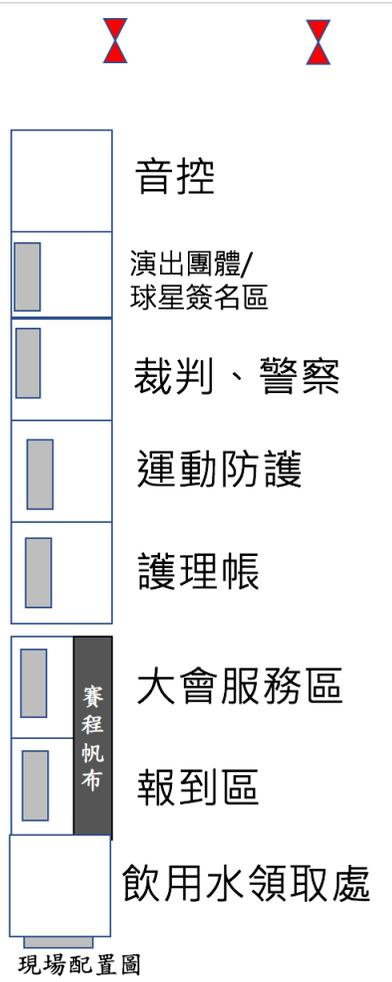 音控
演出團體/
球星簽名區
裁判、警察
運動防護
護理帳
大會服務區
賽程帆布
報到區
飲用水領取處
現場配置圖